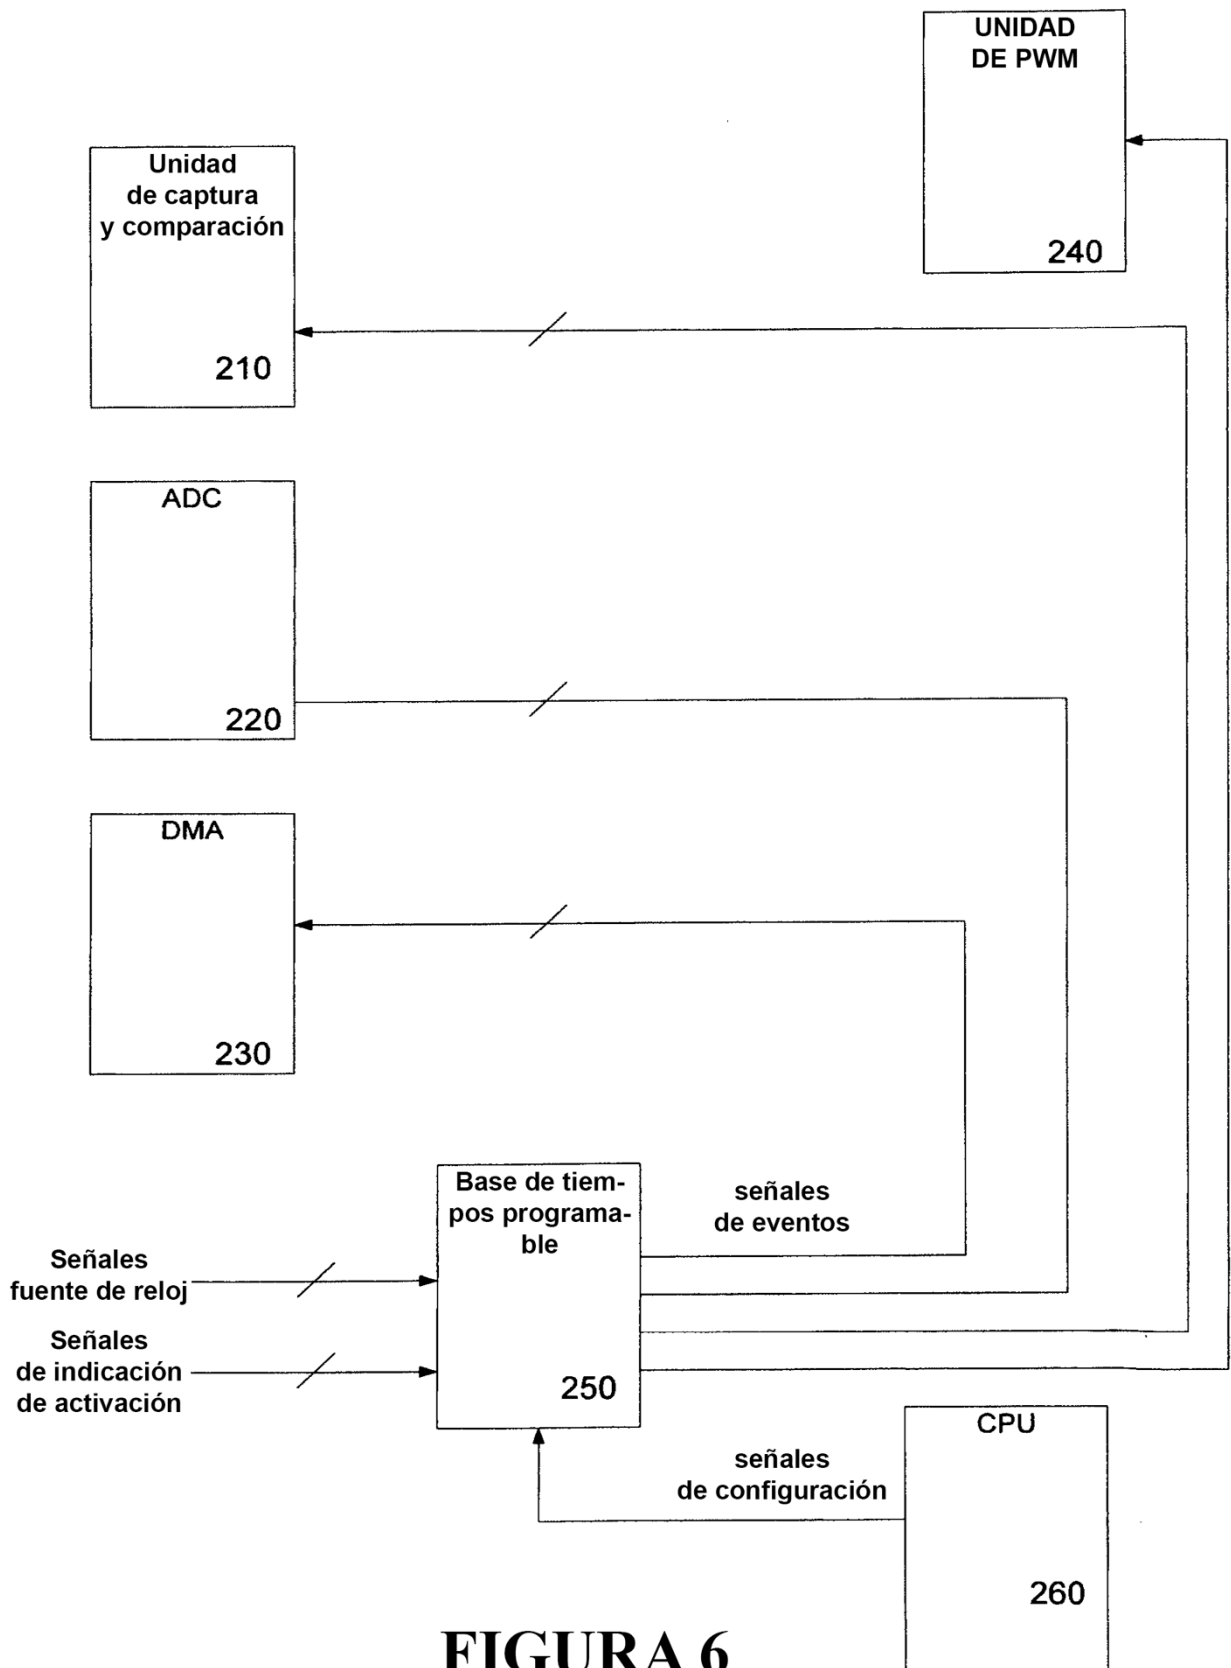 UNIDAD
DE PWM
240
Unidad
de captura
y comparación
210
ADC
220
DMA
230
Base de tiem-
pos programa-
ble
250
señales
de eventos
Señales
fuente de reloj
Señales
de indicación
de activación
señales
de configuración
CPU
260
FIGURA 6